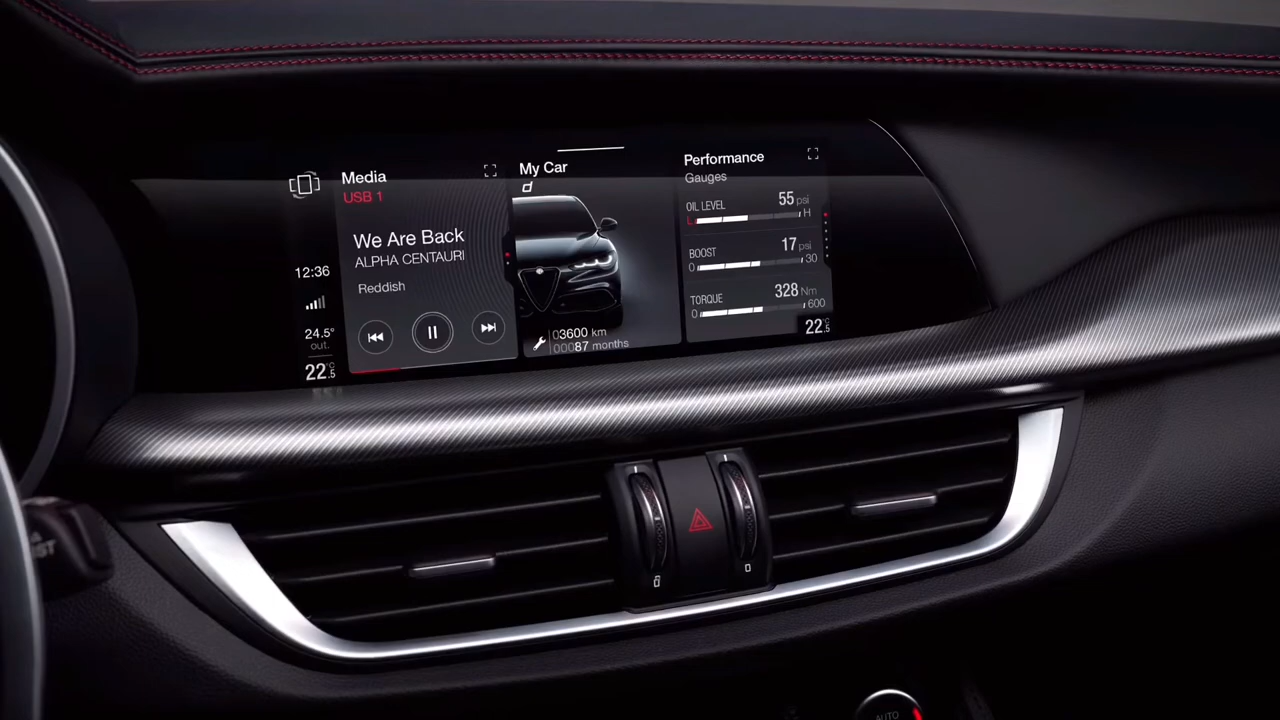 Media
USB 1
We Are Back
ALPHA CENTAURI
Reddish
12:36
24.5°
out.
22.5
My Car
03600 km
00087 months
Performance
Gauges
OIL LEVEL 55 psi
L H
BOOST 17 psi
0 30
TORQUE 328 Nm
0 600
22.5
AUTO